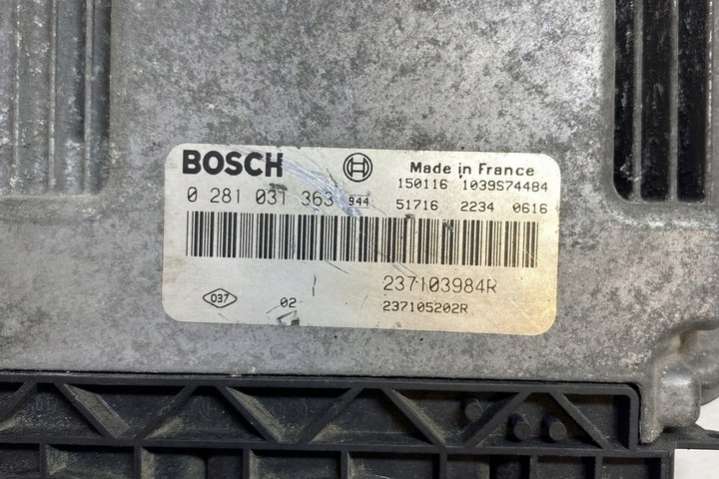 BOSCH
Made in France
150116 1039S74484
0 281 031 363 944
51716 2234 0616
237103984R
037
02
237105202R